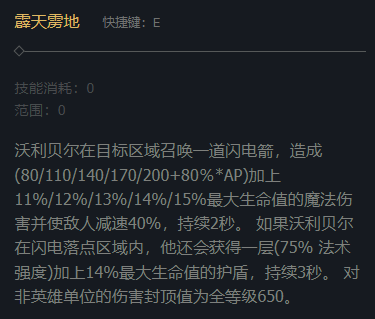 霹天雳地 快捷键：E
技能消耗：0
范围：0
沃利贝尔在目标区域召唤一道闪电箭，造成
(80/110/140/170/200+80%*AP)加上
11%/12%/13%/14%/15%最大生命值的魔法伤
害并使敌人减速40%，持续2秒。 如果沃利贝尔
在闪电落点区域内，他还会获得一层(75% 法术
强度)加上14%最大生命值的护盾，持续3秒。 对
非英雄单位的伤害封顶值为全等级650。